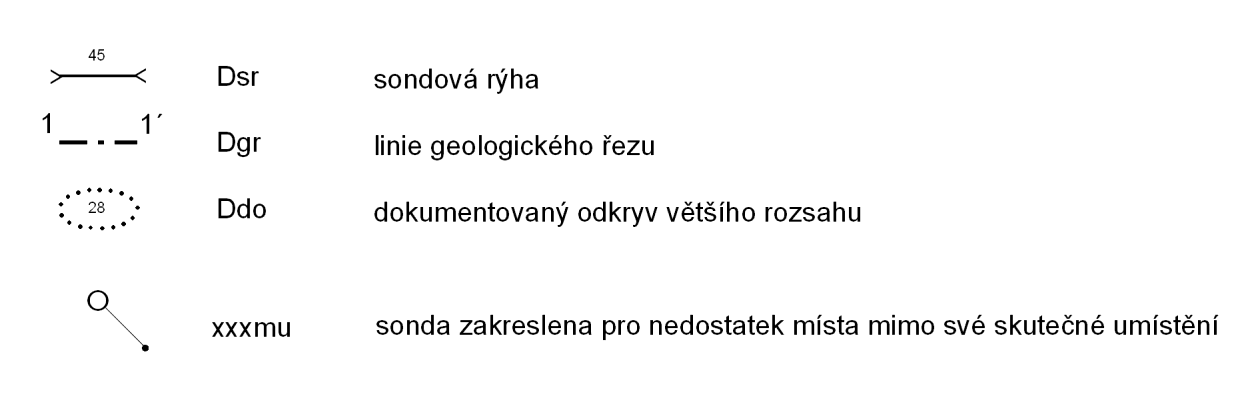 45 Dsr sondová rýha
1 1´ Dgr linie geologického řezu
28 Ddo dokumentovaný odkryv většího rozsahu
xxxmu sonda zakreslena pro nedostatek místa mimo své skutečné umístění